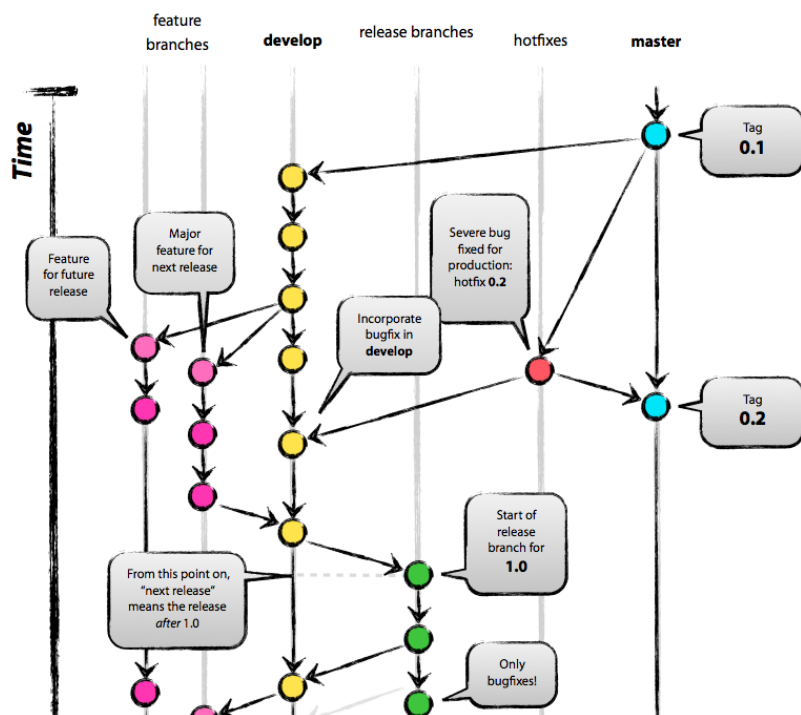 feature
branches
develop
release branches
hotfixes
master
Time
Tag
0.1
Major
feature for
next release
Severe bug
fixed for
production:
hotfix 0.2
Feature
for future
release
Incorporate
bugfix in
develop
Tag
0.2
Start of
release
branch for
1.0
From this point on,
“next release”
means the release
after 1.0
Only
bugfixes!